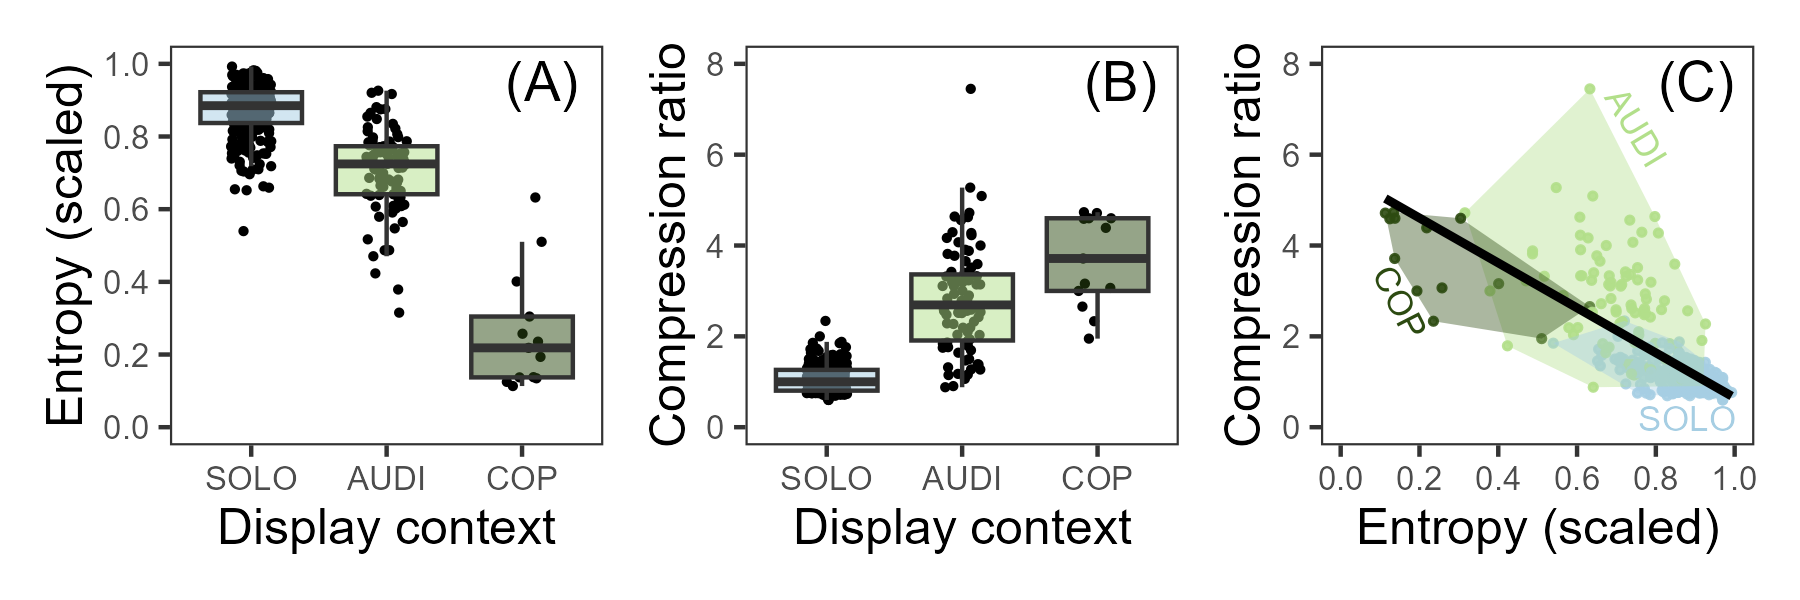 (A)
Entropy (scaled)
1.0
0.8
0.6
0.4
0.2
0.0
SOLO AUDI COP
Display context
(B)
Compression ratio
8
6
4
2
0
SOLO AUDI COP
Display context
(C)
Compression ratio
8
6
4
2
0
AUDI
COP
SOLO
0.0 0.2 0.4 0.6 0.8 1.0
Entropy (scaled)